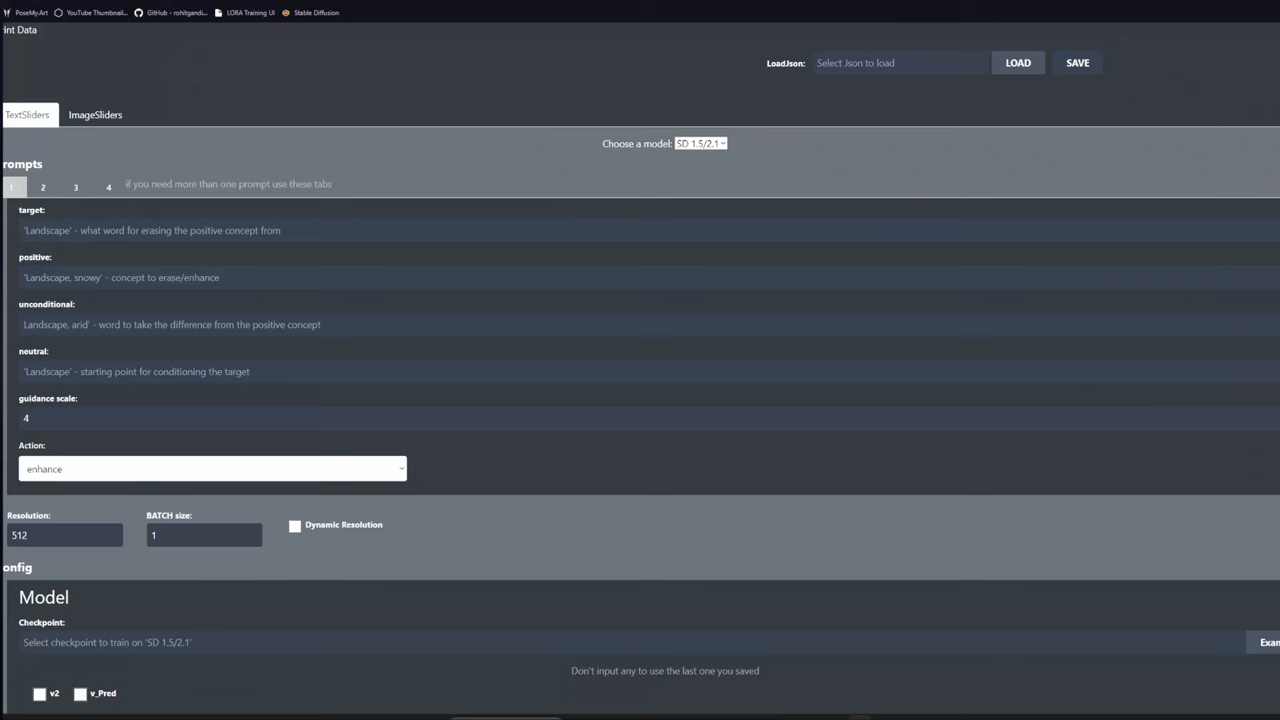 PoseMy.Art YouTube Thumbnail... GitHub - rohitgandi... LORA Training UI Stable Diffusion
int Data
LoadJson: Select Json to load LOAD SAVE
TextSliders ImageSliders
Choose a model: SD 1.5/2.1
rompts
1 2 3 4 if you need more than one prompt use these tabs
target:
'Landscape' - what word for erasing the positive concept from
positive:
'Landscape, snowy' - concept to erase/enhance
unconditional:
Landscape, arid' - word to take the difference from the positive concept
neutral:
'Landscape' - starting point for conditioning the target
guidance scale:
4
Action:
enhance
Resolution: BATCH size:
512 1 Dynamic Resolution
onfig
Model
Checkpoint:
Select checkpoint to train on 'SD 1.5/2.1' Exam
Don't input any to use the last one you saved
v2 v_Pred